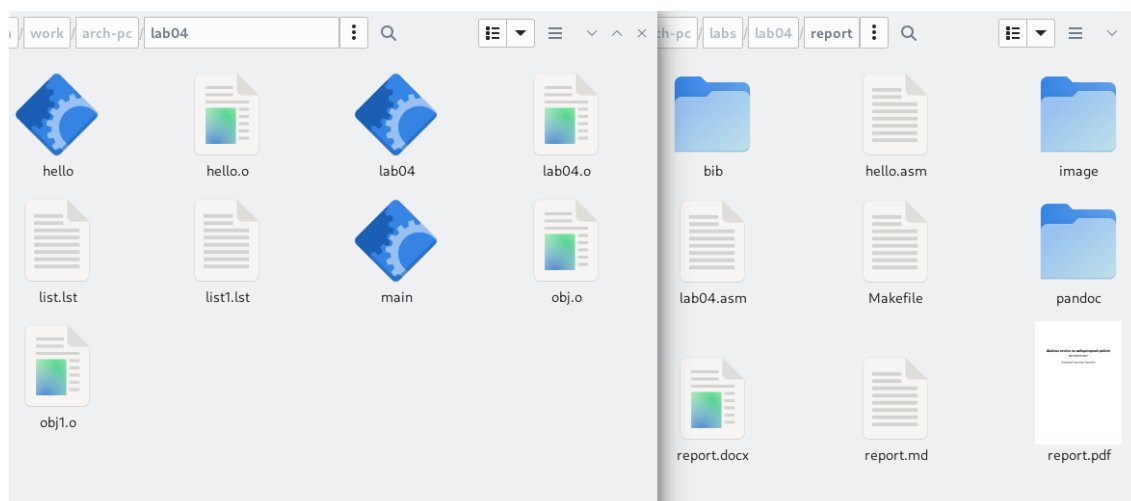 work / arch-pc / lab04
hello
hello.o
lab04
lab04.o
list.lst
list1.lst
main
obj.o
obj1.o
ch-pc / labs / lab04 / report
bib
hello.asm
image
lab04.asm
Makefile
pandoc
report.docx
report.md
report.pdf